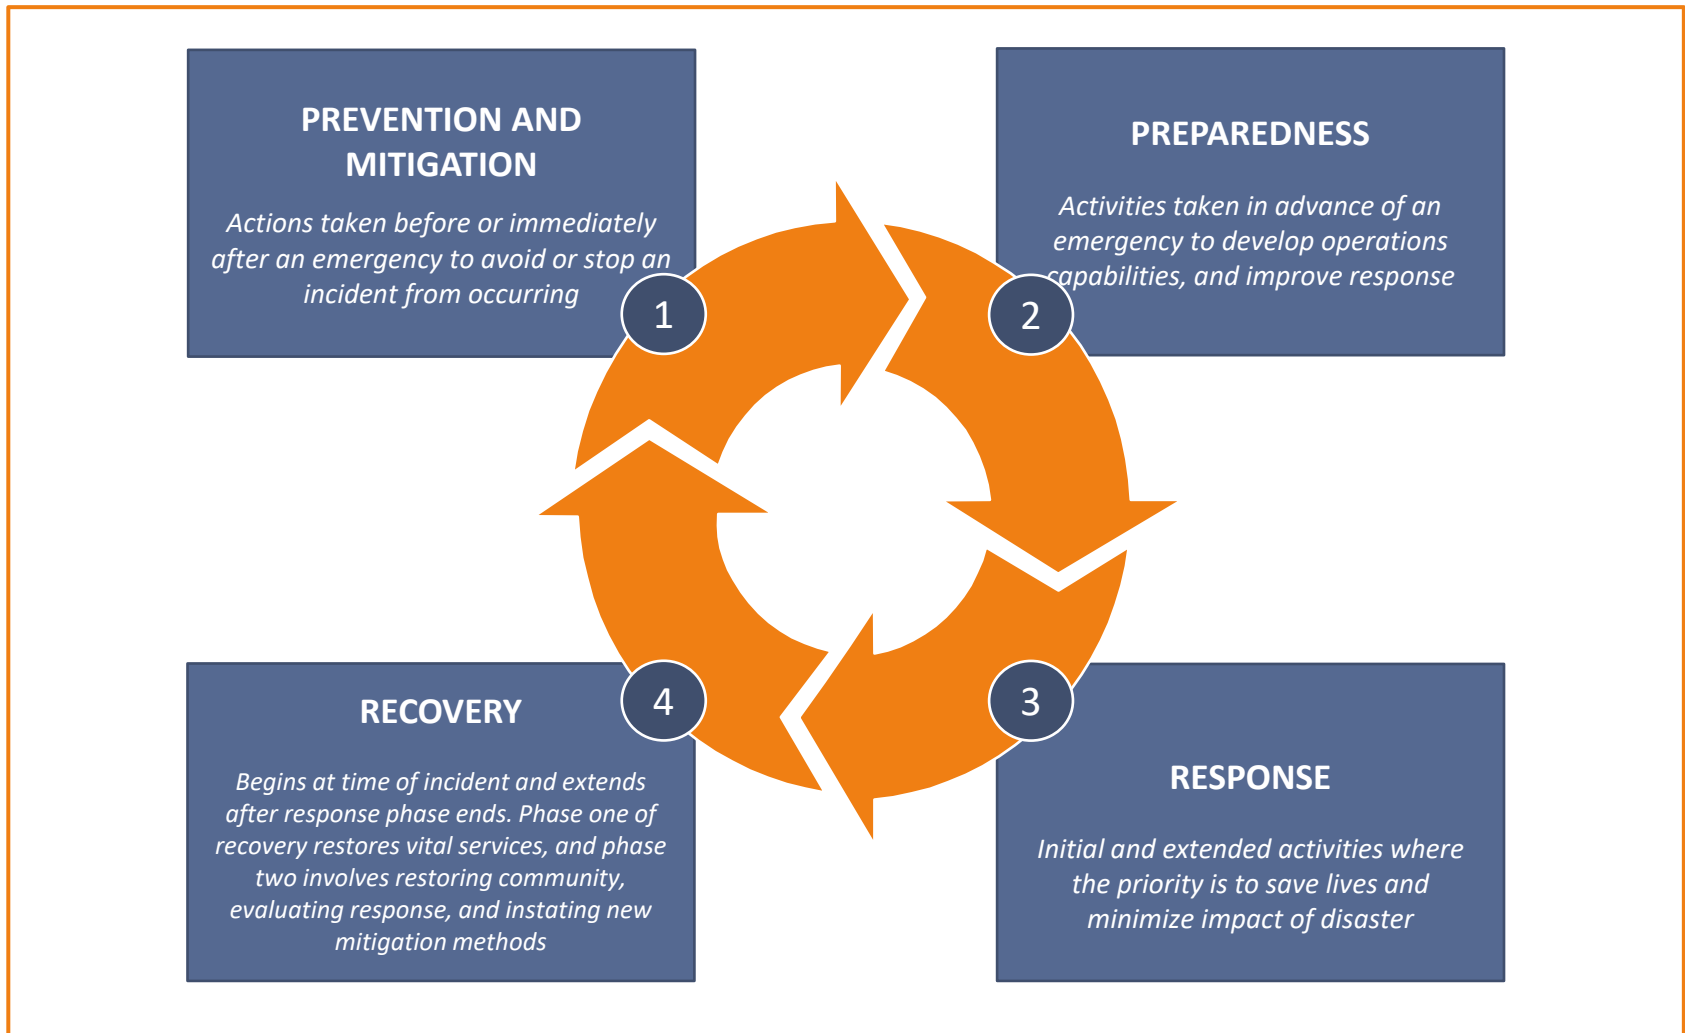 PREVENTION AND
MITIGATION
Actions taken before or immediately
after an emergency to avoid or stop an
incident from occurring
1
PREPAREDNESS
Activities taken in advance of an
emergency to develop operations
capabilities, and improve response
2
RESPONSE
Initial and extended activities where
the priority is to save lives and
minimize impact of disaster
3
RECOVERY
Begins at time of incident and extends
after response phase ends. Phase one of
recovery restores vital services, and phase
two involves restoring community,
evaluating response, and instating new
mitigation methods
4